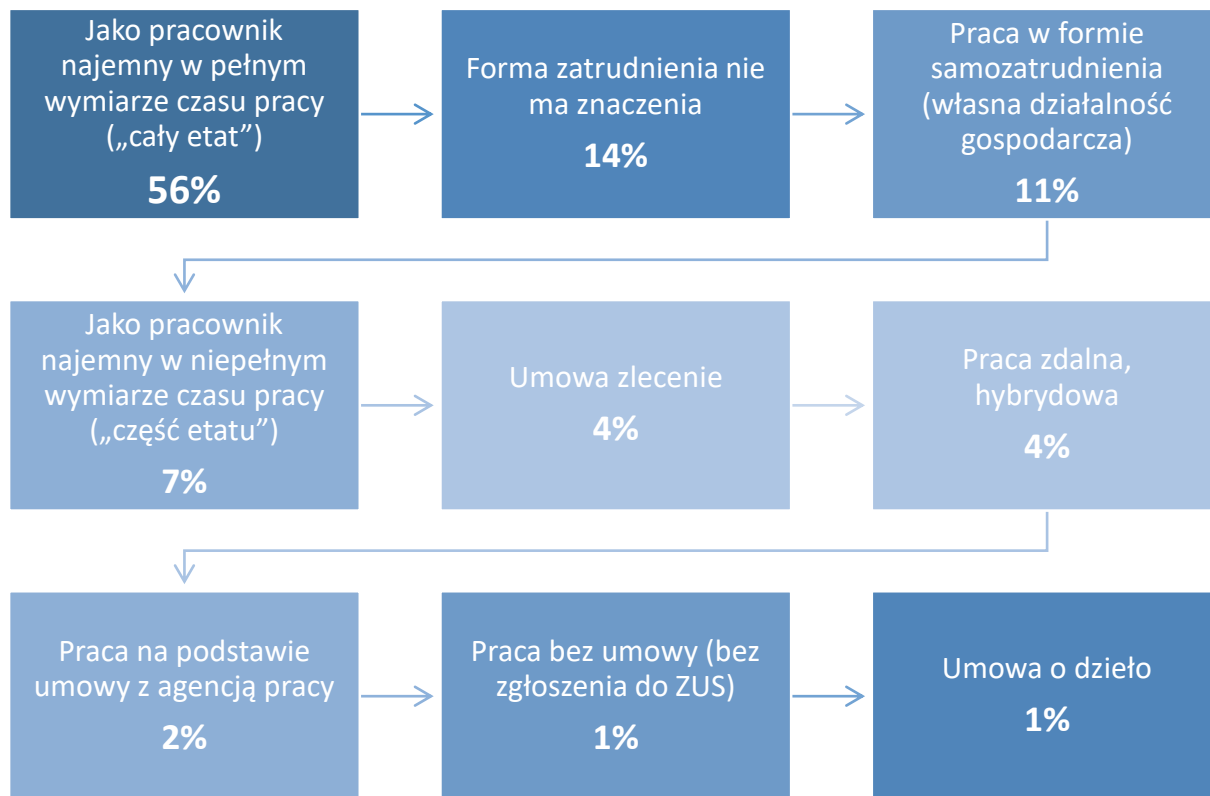 Jako pracownik
najemny w pełnym
wymiarze czasu pracy
(„cały etat”)
56%
Forma zatrudnienia nie
ma znaczenia
14%
Praca w formie
samozatrudnienia
(własna działalność
gospodarcza)
11%
Jako pracownik
najemny w niepełnym
wymiarze czasu pracy
(„część etatu”)
7%
Umowa zlecenie
4%
Praca zdalna,
hybrydowa
4%
Praca na podstawie
umowy z agencją pracy
2%
Praca bez umowy (bez
zgłoszenia do ZUS)
1%
Umowa o dzieło
1%